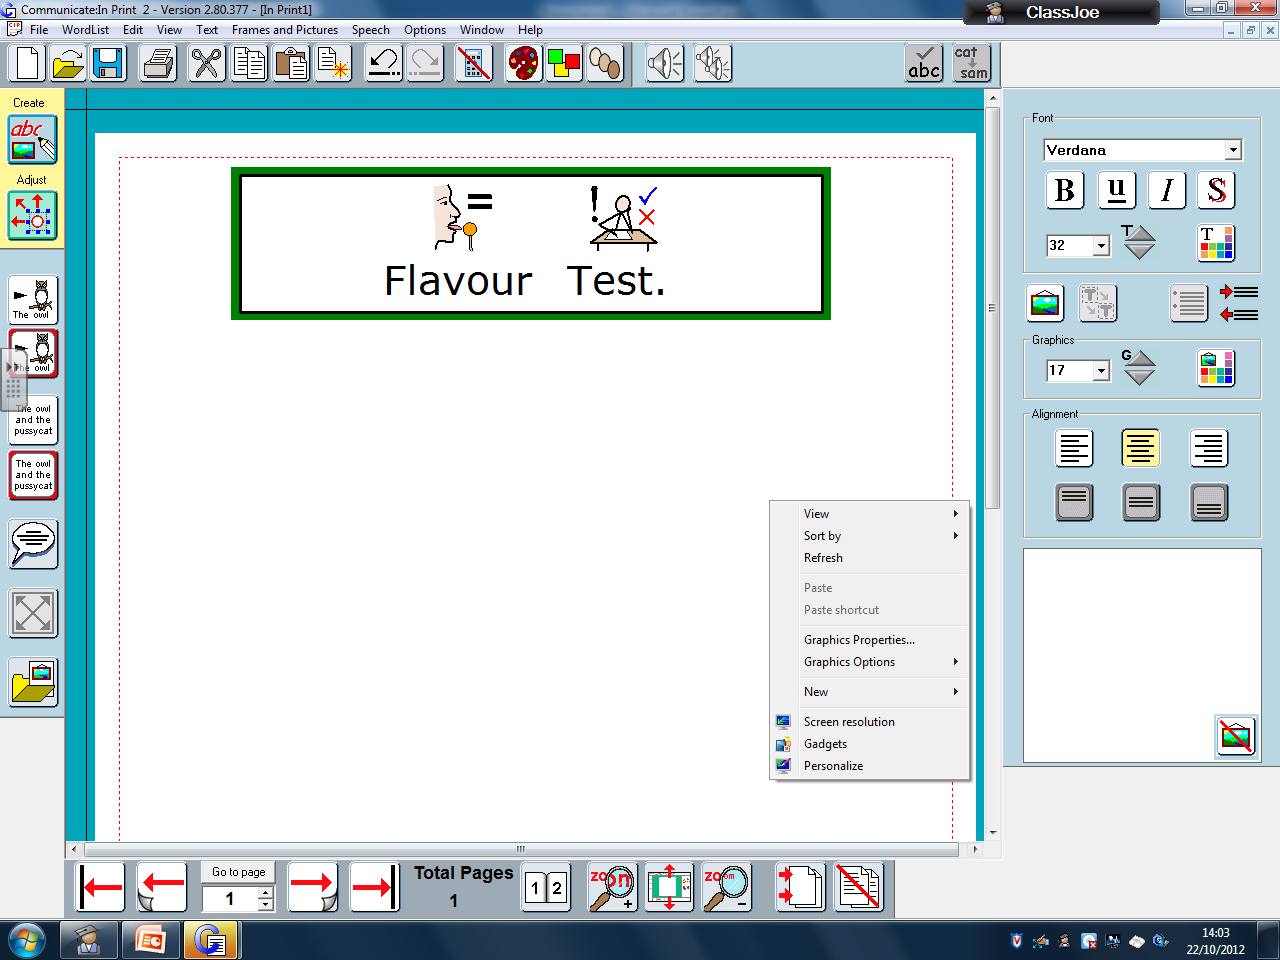 Communicate:In Print 2 - Version 2.80.377 - [In Print1]
ClassJoe
File WordList Edit View Text Frames and Pictures Speech Options Window Help
abc
cat
sam
Create
abc
Adjust
The owl
The owl
The owl
and the
pussycat
The owl
and the
pussycat
Flavour Test.
View
Sort by
Refresh
Paste
Paste shortcut
Graphics Properties...
Graphics Options
New
Screen resolution
Gadgets
Personalize
Font
Verdana
B u I S
32
T
T
Graphics
17
G
Alignment
Go to page
1
Total Pages
1
1 2
zoom +
zoom -
14:03
22/10/2012